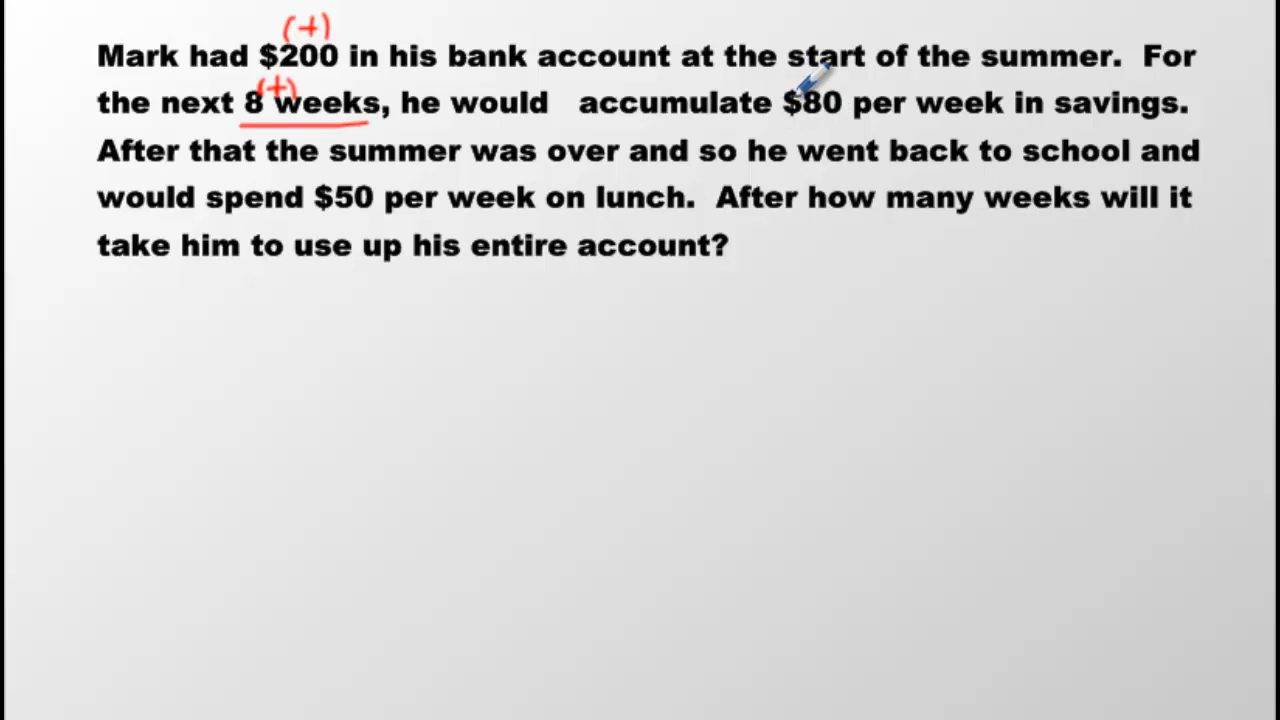 (+)
Mark had $200 in his bank account at the start of the summer.  For
(+)
the next 8 weeks, he would   accumulate $80 per week in savings.
After that the summer was over and so he went back to school and
would spend $50 per week on lunch.  After how many weeks will it
take him to use up his entire account?